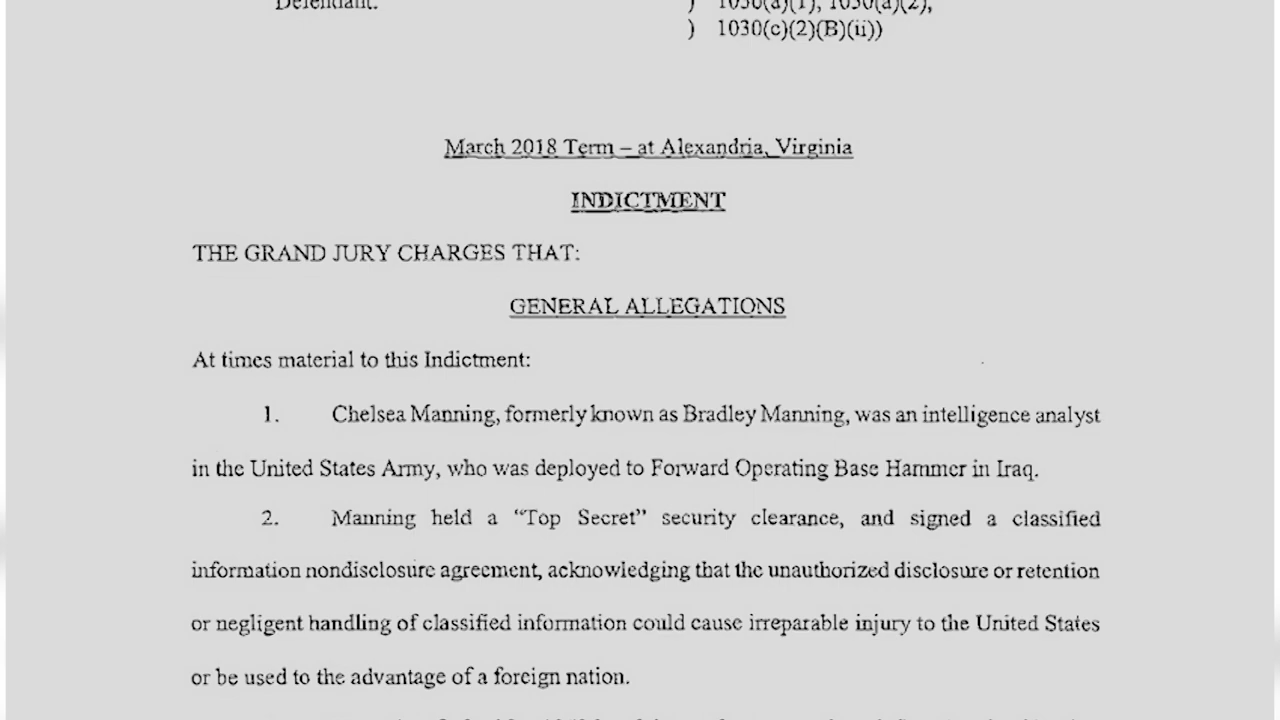 Defendant. ) 1030(a)(1), 1030(a)(2),
) 1030(c)(2)(B)(ii))
March 2018 Term – at Alexandria, Virginia
INDICTMENT
THE GRAND JURY CHARGES THAT:
GENERAL ALLEGATIONS
At times material to this Indictment:
1. Chelsea Manning, formerly known as Bradley Manning, was an intelligence analyst
in the United States Army, who was deployed to Forward Operating Base Hammer in Iraq.
2. Manning held a “Top Secret” security clearance, and signed a classified
information nondisclosure agreement, acknowledging that the unauthorized disclosure or retention
or negligent handling of classified information could cause irreparable injury to the United States
or be used to the advantage of a foreign nation.